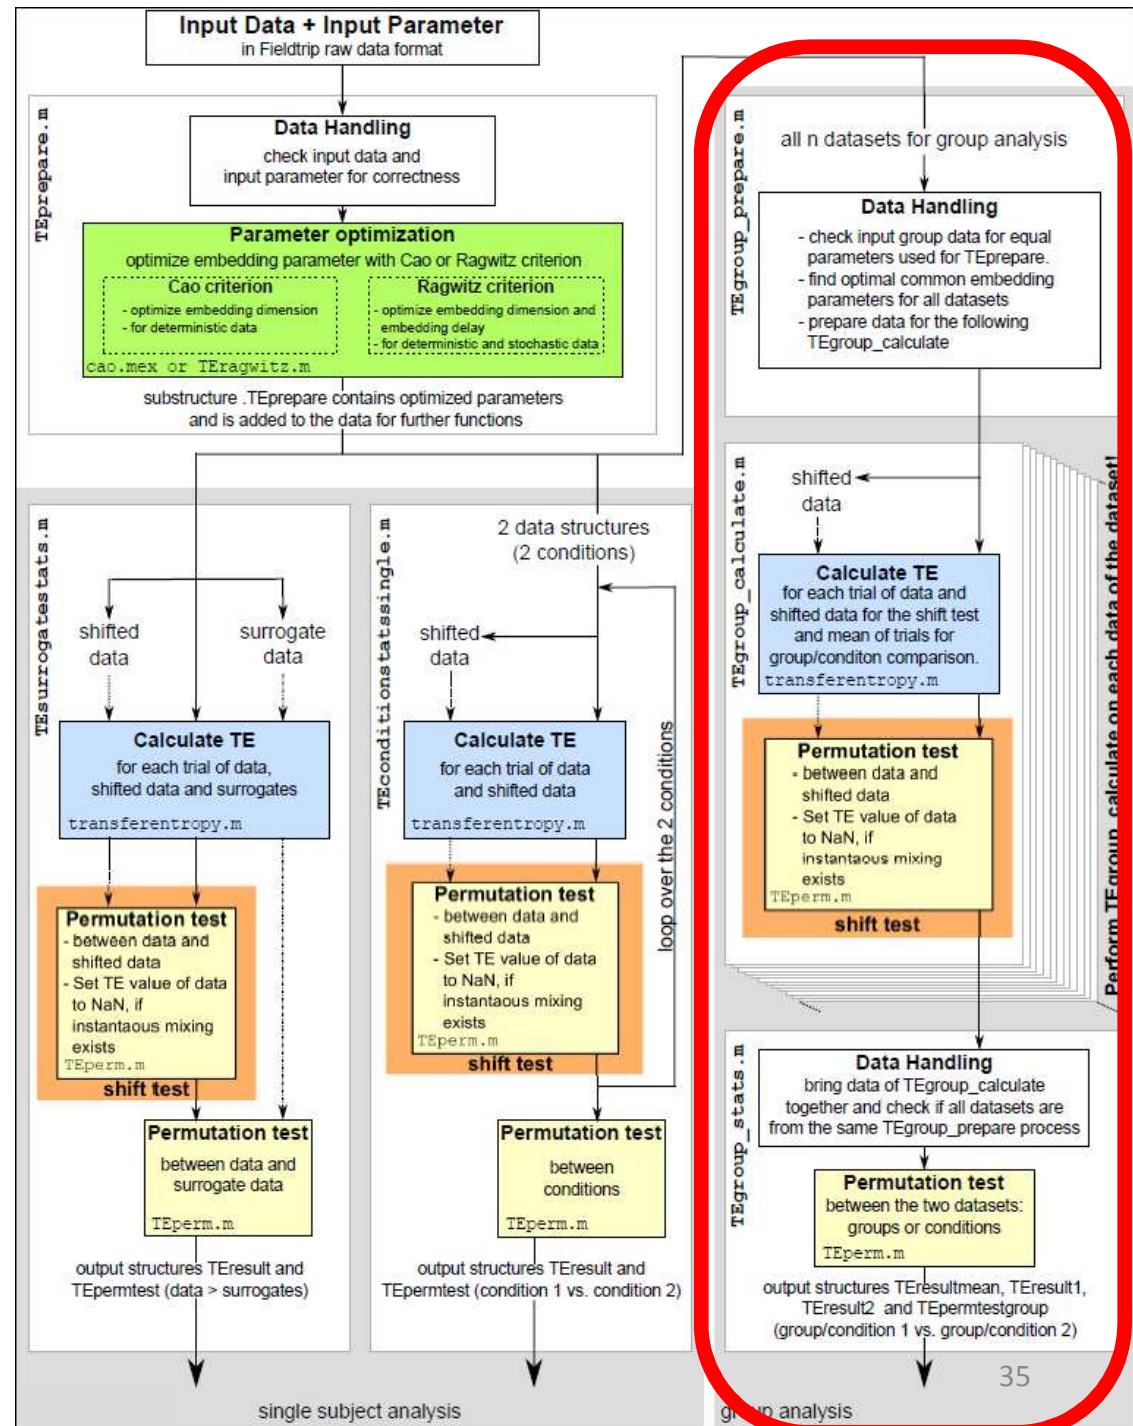 Input Data + Input Parameter
in Fieldtrip raw data format
TEprepare.m
Data Handling
check input data and
input parameter for correctness
Parameter optimization
optimize embedding parameter with Cao or Ragwitz criterion
Cao criterion
- optimize embedding dimension
- for deterministic data
Ragwitz criterion
- optimize embedding dimension and
embedding delay
- for deterministic and stochastic data
cao.mex or TEragwitz.m
substructure .TEprepare contains optimized parameters
and is added to the data for further functions
TEsurrogatestats.m
shifted
data
surrogate
data
Calculate TE
for each trial of data,
shifted data and surrogates
transferentropy.m
Permutation test
- between data and
shifted data
- Set TE value of data
to NaN, if
instantaous mixing
exists
TEperm.m
shift test
Permutation test
between data and
surrogate data
TEperm.m
output structures TEresult and
TEpermtest (data > surrogates)
TEconditionstatssingle.m
2 data structures
(2 conditions)
shifted
data
Calculate TE
for each trial of data
and shifted data
transferentropy.m
Permutation test
- between data and
shifted data
- Set TE value of data
to NaN, if
instantaous mixing
exists
TEperm.m
shift test
loop over the 2 conditions
Permutation test
between
conditions
TEperm.m
output structures TEresult and
TEpermtest (condition 1 vs. condition 2)
single subject analysis
TEgroup_prepare.m
all n datasets for group analysis
Data Handling
- check input group data for equal
parameters used for TEprepare.
- find optimal common embedding
parameters for all datasets
- prepare data for the following
TEgroup_calculate
TEgroup_calculate.m
shifted
data
Calculate TE
for each trial of data and
shifted data for the shift test
and mean of trials for
group/conditon comparison.
transferentropy.m
Permutation test
- between data and
shifted data
- Set TE value of data
to NaN, if
instantaous mixing
exists
TEperm.m
shift test
Perform TEgroup_calculate on each data of the dataset!
TEgroup_stats.m
Data Handling
bring data of TEgroup_calculate
together and check if all datasets are
from the same TEgroup_prepare process
Permutation test
between the two datasets:
groups or conditions
TEperm.m
output structures TEresultmean, TEresult1,
TEresult2 and TEpermtestgroup
(group/condition 1 vs. group/condition 2)
35
group analysis